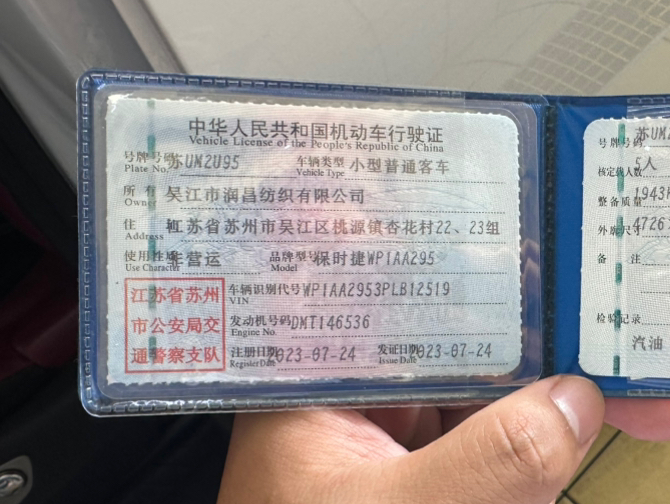 中华人民共和国机动车行驶证
Vehicle License of the People's Republic of China
号牌号码 苏UM2U95 车辆类型 小型普通客车
Plate No. Vehicle Type
所有人 吴江市润昌纺织有限公司
Owner
住址 江苏省苏州市吴江区桃源镇杏花村22、23组
Address
使用性质 非营运 品牌型号 保时捷WP1AA295
Use Character Model
江苏省苏州
市公安局交
通警察支队
车辆识别代号 WP1AA2953PLB12519
VIN
发动机号码 DMT146536
Engine No.
注册日期 023-07-24 发证日期 023-07-24
Register Date Issue Date
号牌号码 苏UM2
核定载人数 5人
整备质量 1943
外廓尺寸 4726
备注
检验记录
汽油